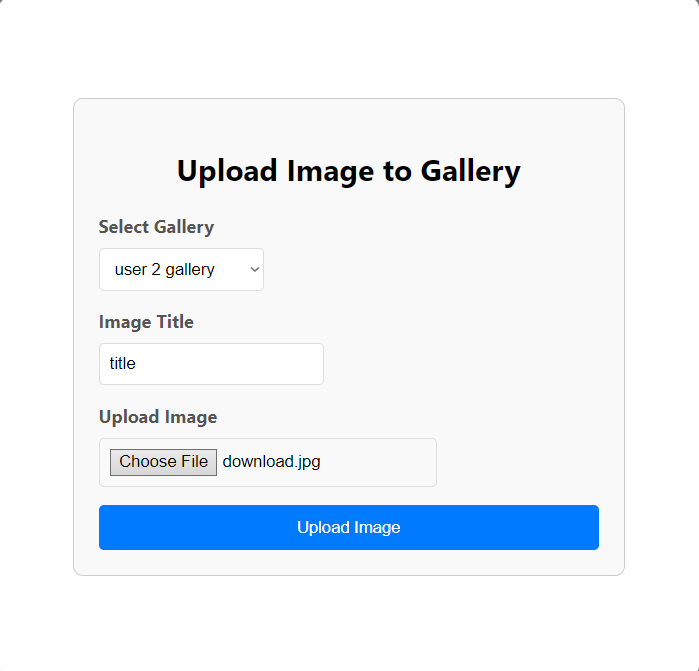 Upload Image to Gallery
Select Gallery
user 2 gallery
Image Title
title
Upload Image
Choose File download.jpg
Upload Image